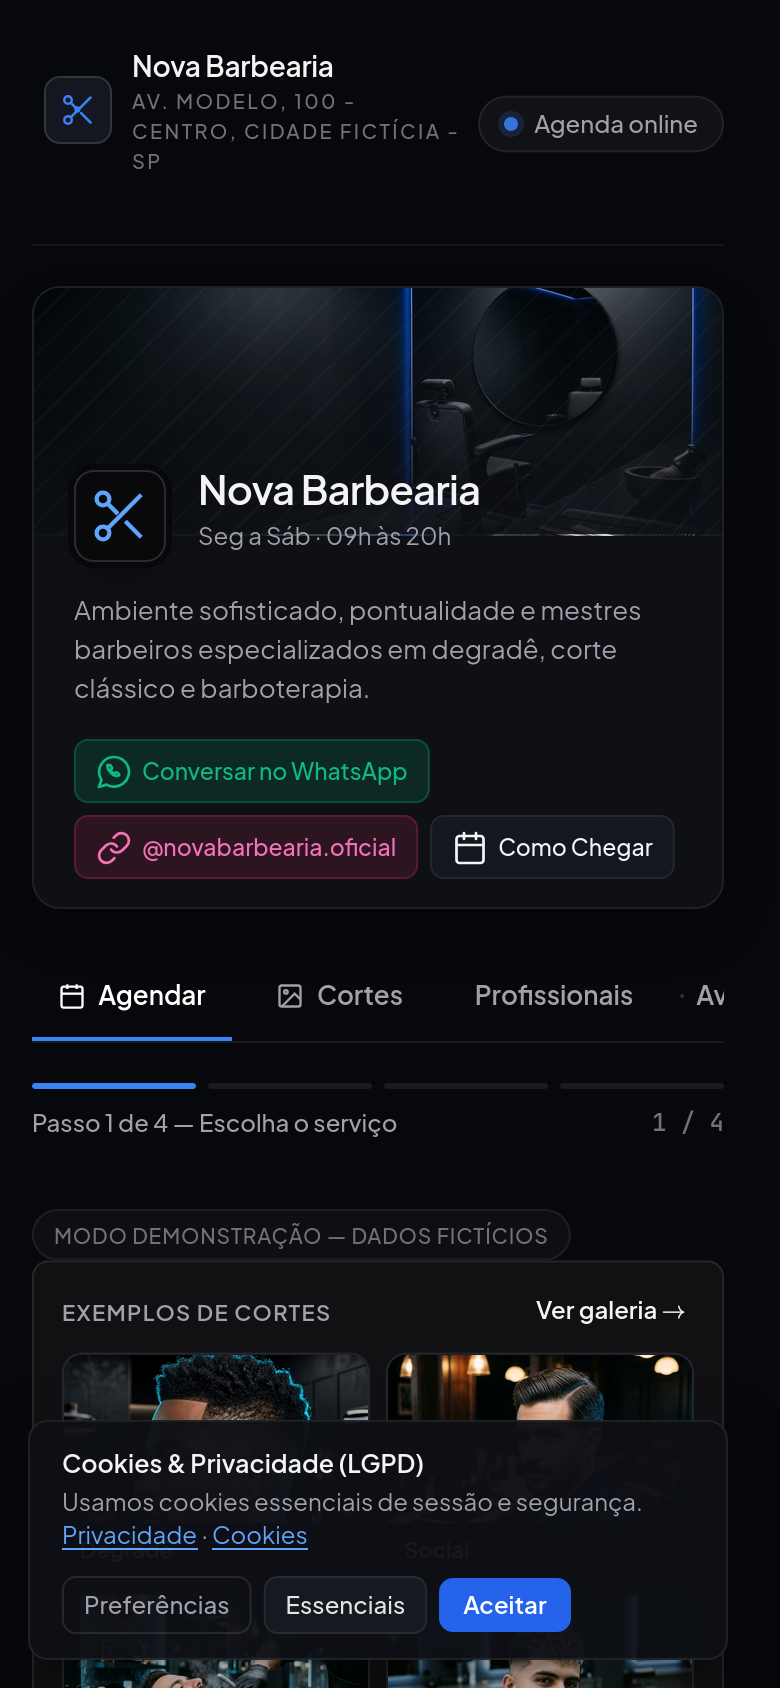 Nova Barbearia
AV. MODELO, 100 -
CENTRO, CIDADE FICTÍCIA -
SP
Agenda online
Nova Barbearia
Seg a Sáb · 09h às 20h
Ambiente sofisticado, pontualidade e mestres
barbeiros especializados em degradê, corte
clássico e barboterapia.
Conversar no WhatsApp
@novabarbearia.oficial
Como Chegar
Agendar
Cortes
Profissionais
Av
Passo 1 de 4 — Escolha o serviço
1 / 4
MODO DEMONSTRAÇÃO — DADOS FICTÍCIOS
EXEMPLOS DE CORTES
Ver galeria →
Cookies & Privacidade (LGPD)
Usamos cookies essenciais de sessão e segurança.
Privacidade · Cookies
Degradê
Social
Preferências
Essenciais
Aceitar